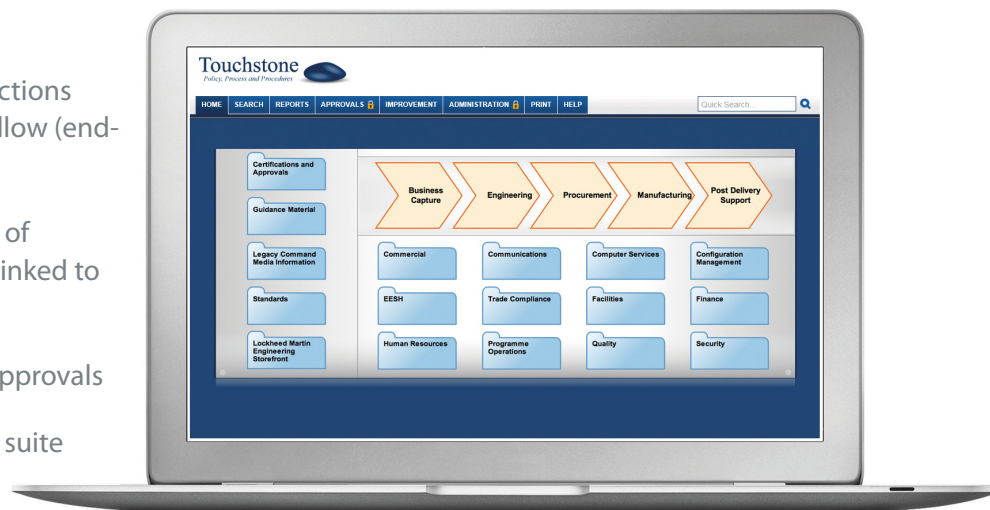 ctions
llow (end-
of
inked to
pprovals
suite
Touchstone
Policy, Process and Procedures
HOME SEARCH REPORTS APPROVALS IMPROVEMENT ADMINISTRATION PRINT HELP
Quick Search...
Certifications and
Approvals
Guidance Material
Legacy Command
Media Information
Standards
Lockheed Martin
Engineering
Storefront
Business
Capture
Engineering
Procurement
Manufacturing
Post Delivery
Support
Commercial
Communications
Computer Services
Configuration
Management
EESH
Trade Compliance
Facilities
Finance
Human Resources
Programme
Operations
Quality
Security